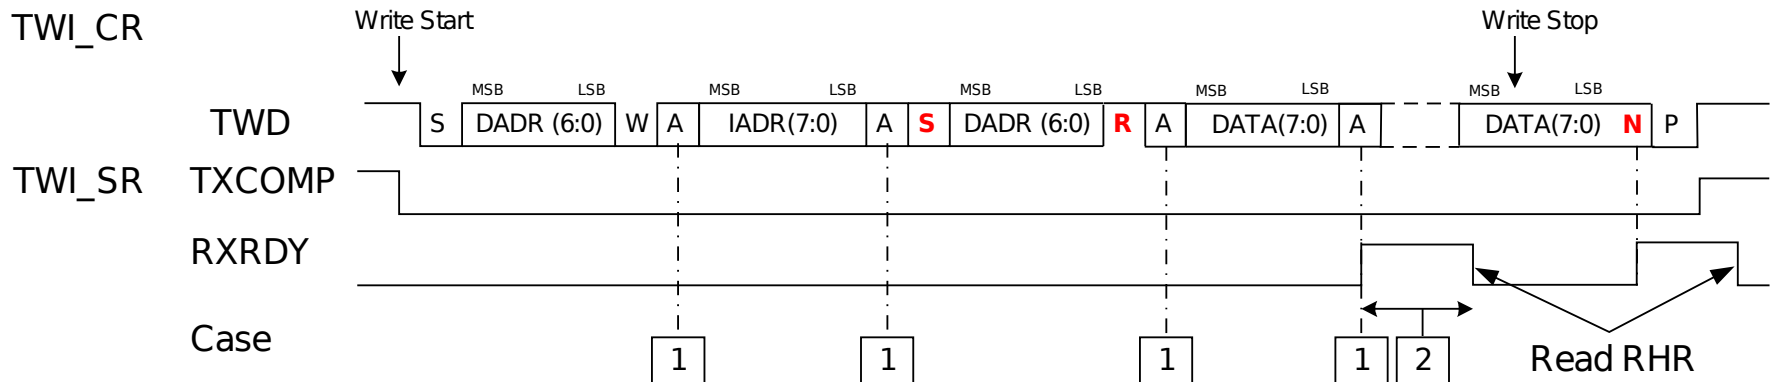 TWI_CR Write Start Write Stop
MSB LSB MSB LSB MSB LSB MSB LSB MSB LSB
TWD S DADR (6:0) W A IADR(7:0) A S DADR (6:0) R A DATA(7:0) A DATA(7:0) N P
TWI_SR TXCOMP
RXRDY
Case 1 1 1 1 2 Read RHR